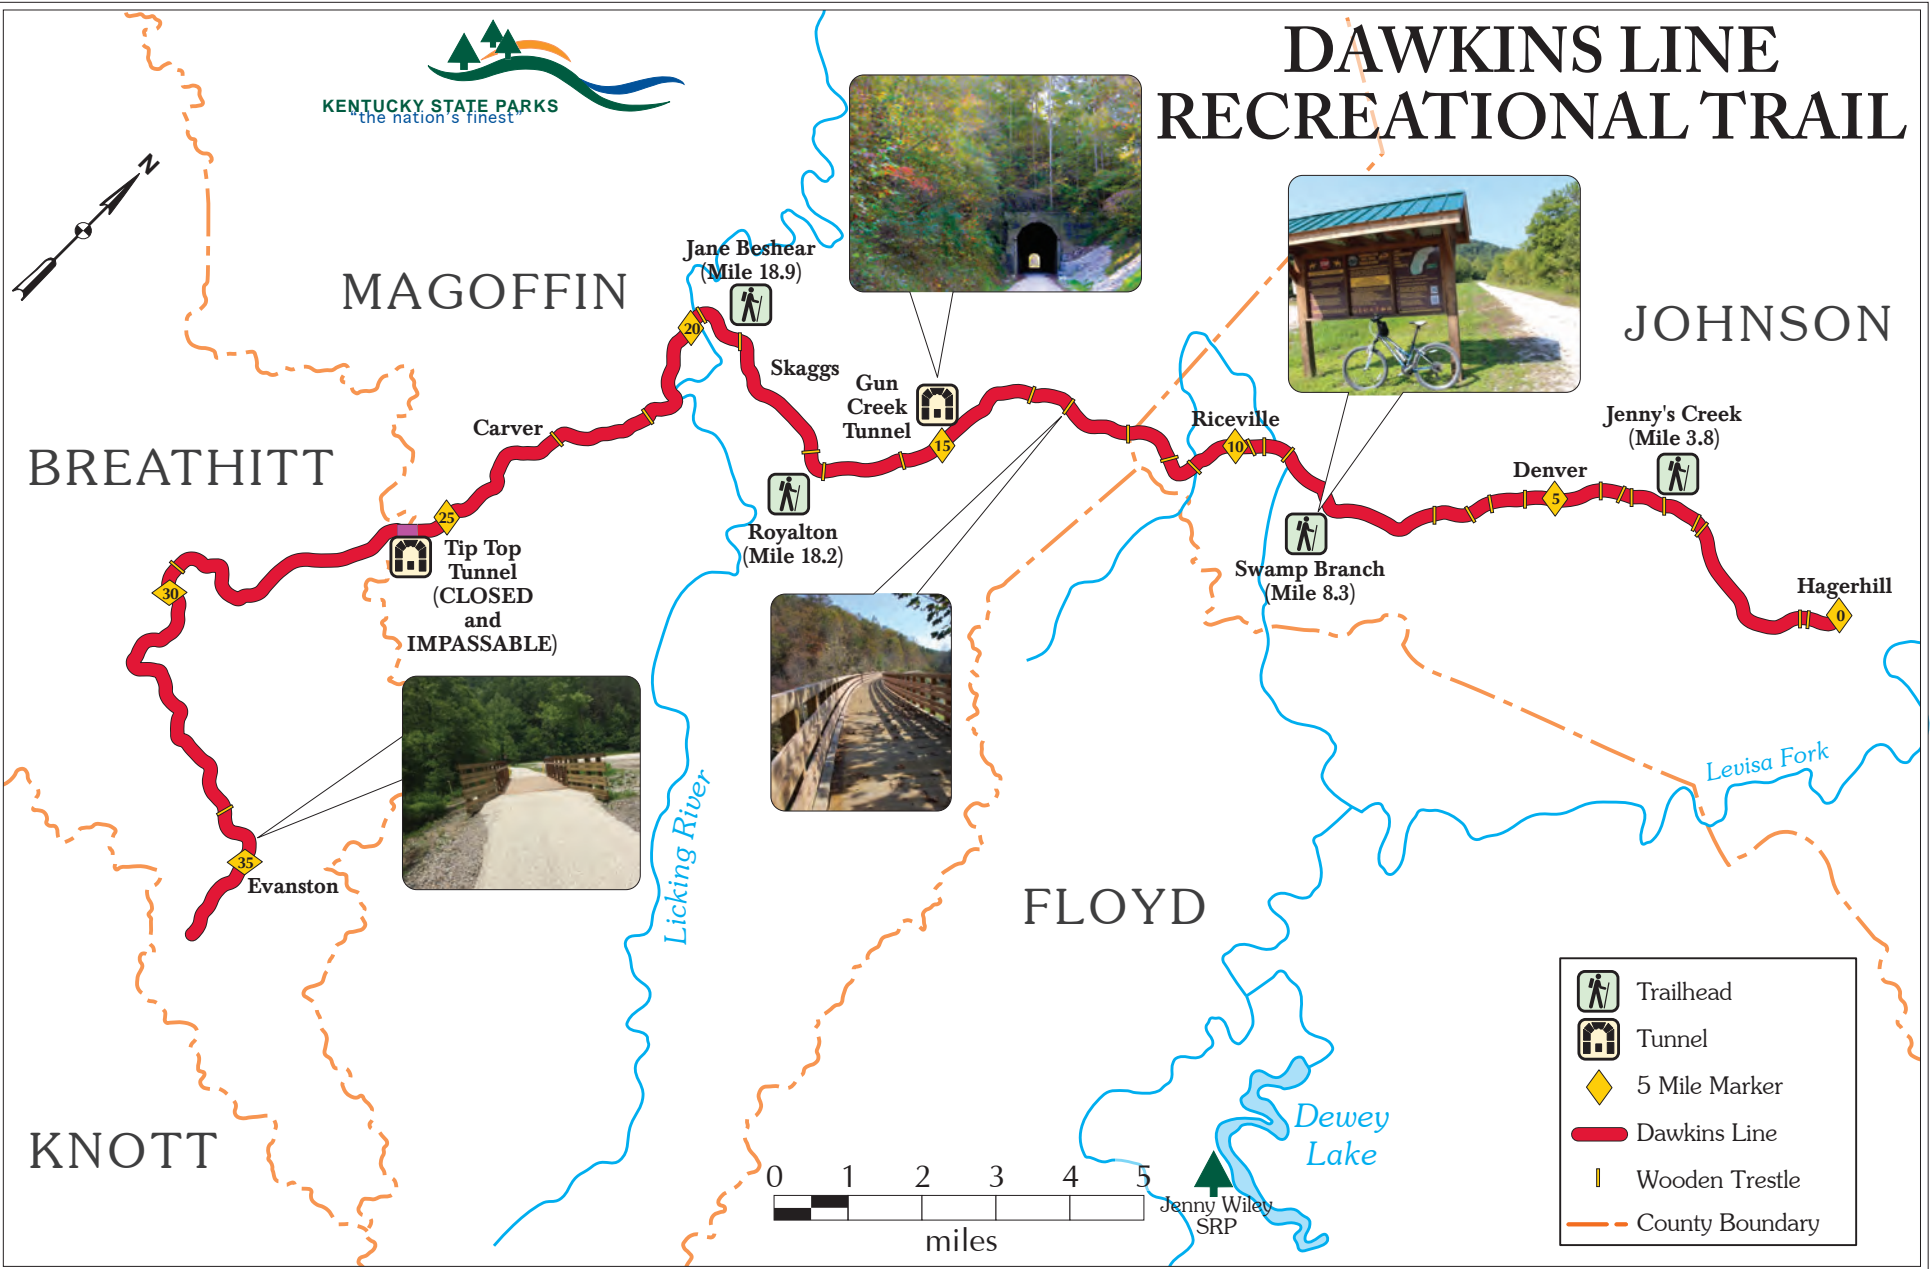 DAWKINS LINE
RECREATIONAL TRAIL
KENTUCKY STATE PARKS
"the nation's finest"
N
MAGOFFIN
JOHNSON
BREATHITT
FLOYD
KNOTT
Jane Beshear
(Mile 18.9)
20
Skaggs
Gun
Creek
Tunnel
15
Carver
Riceville
10
Jenny's Creek
(Mile 3.8)
Denver
5
Royalton
(Mile 18.2)
Swamp Branch
(Mile 8.3)
Hagerhill
0
25
Tip Top
Tunnel
(CLOSED
and
IMPASSABLE)
30
35
Evanston
Licking River
Levisa Fork
Dewey
Lake
Jenny Wiley
SRP
0 1 2 3 4 5
miles
Trailhead
Tunnel
5 Mile Marker
Dawkins Line
Wooden Trestle
County Boundary